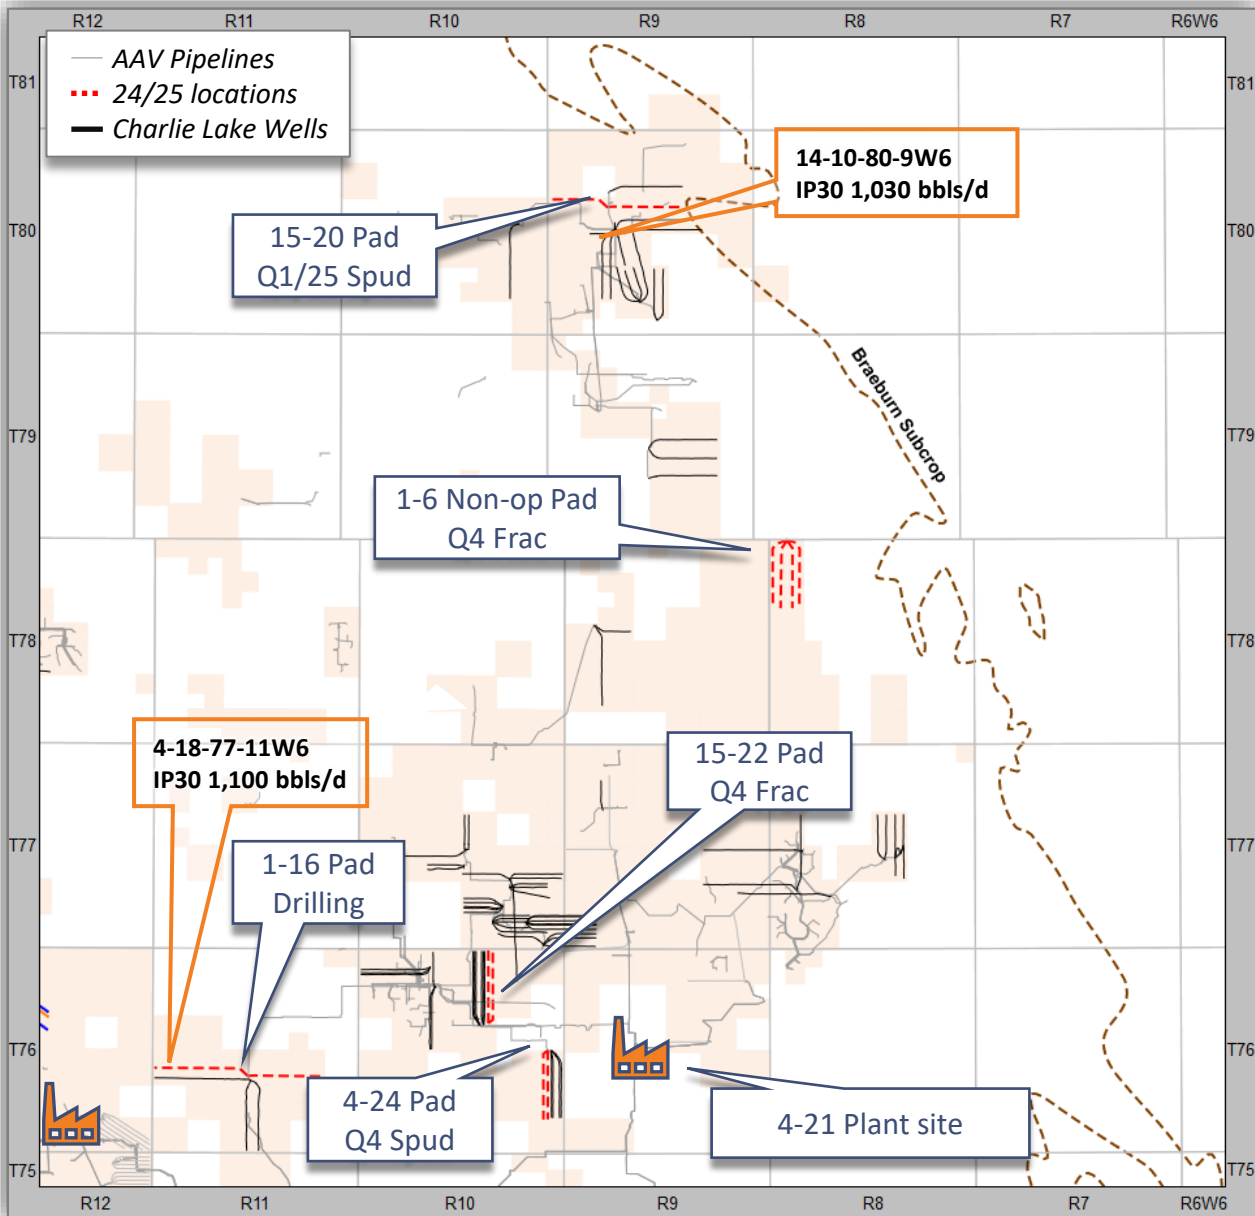 R12 R11 R10 R9 R8 R7 R6W6
AAV Pipelines
24/25 locations
Charlie Lake Wells
T81 T81
14-10-80-9W6
IP30 1,030 bbls/d
15-20 Pad
Q1/25 Spud
T80 T80
Braeburn Subcrop
T79 T79
1-6 Non-op Pad
Q4 Frac
T78 T78
4-18-77-11W6
IP30 1,100 bbls/d
15-22 Pad
Q4 Frac
T77 T77
1-16 Pad
Drilling
T76 T76
4-24 Pad
Q4 Spud
4-21 Plant site
T75 T75
R12 R11 R10 R9 R8 R7 R6W6